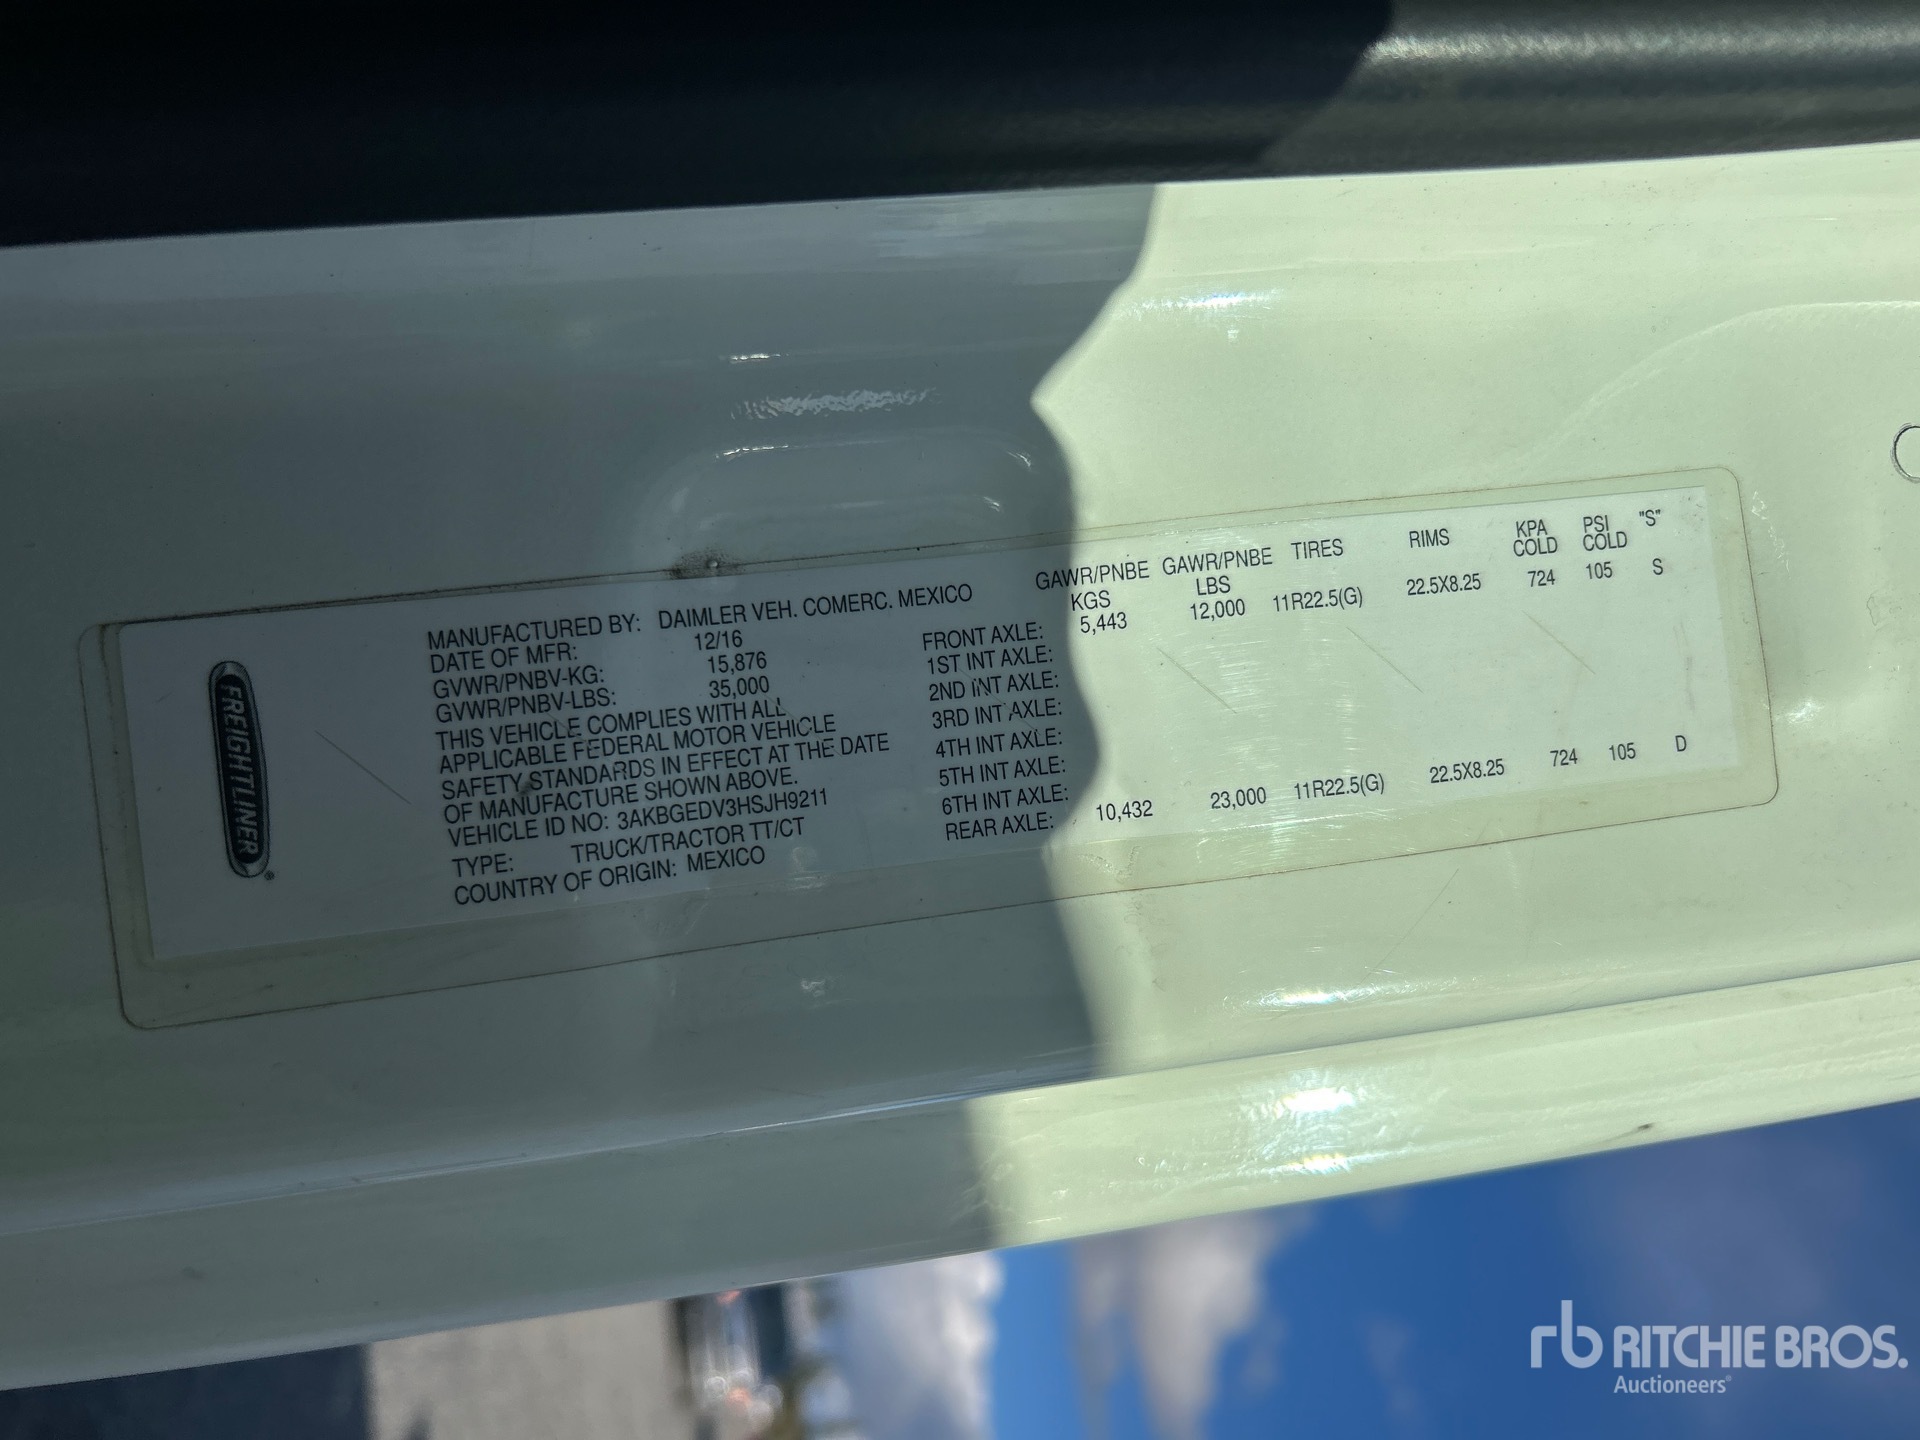 FREIGHTLINER®
MANUFACTURED BY: DAIMLER VEH. COMERC. MEXICO
DATE OF MFR: 12/16
GVWR/PNBV-KG: 15,876
GVWR/PNBV-LBS: 35,000
THIS VEHICLE COMPLIES WITH ALL
APPLICABLE FEDERAL MOTOR VEHICLE
SAFETY STANDARDS IN EFFECT AT THE DATE
OF MANUFACTURE SHOWN ABOVE.
VEHICLE ID NO: 3AKBGEDV3HSJH9211
TYPE: TRUCK/TRACTOR TT/CT
COUNTRY OF ORIGIN: MEXICO
GAWR/PNBE KGS GAWR/PNBE LBS TIRES RIMS KPA COLD PSI COLD "S"
FRONT AXLE: 5,443 12,000 11R22.5(G) 22.5X8.25 724 105 S
1ST INT AXLE:
2ND INT AXLE:
3RD INT AXLE:
4TH INT AXLE:
5TH INT AXLE:
6TH INT AXLE:
REAR AXLE: 10,432 23,000 11R22.5(G) 22.5X8.25 724 105 D
rb RITCHIE BROS.
Auctioneers®